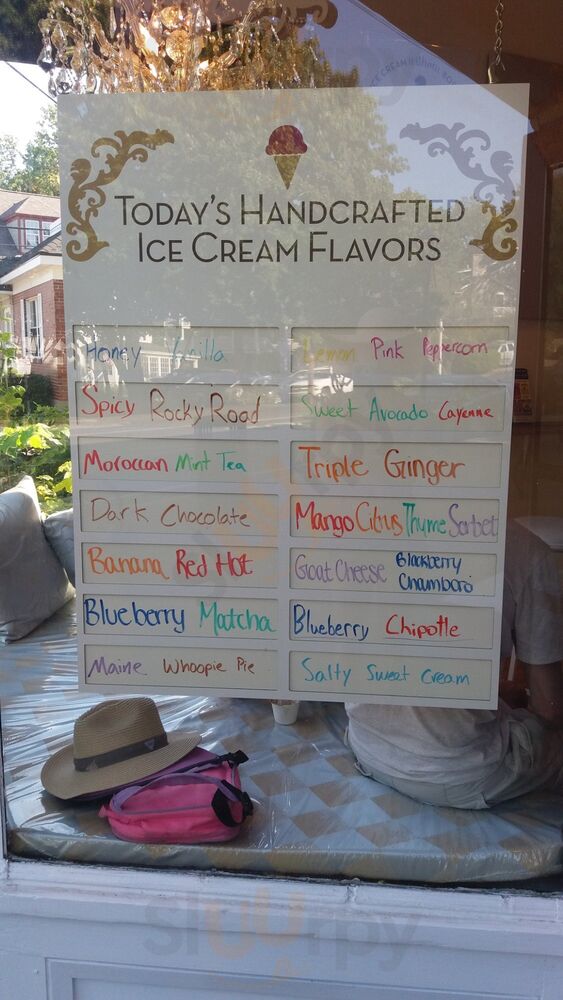 TODAY'S HANDCRAFTED
ICE CREAM FLAVORS
Honey Vanilla
Lemon Pink Peppercorn
Spicy Rocky Road
Sweet Avocado Cayenne
Moroccan Mint Tea
Triple Ginger
Dark Chocolate
Mango Citrus Thyme Sorbet
Banana Red Hot
Goat Cheese Blackberry
Chambord
Blueberry Matcha
Blueberry Chipotle
Maine Whoopie Pie
Salty Sweet Cream
slurrpy